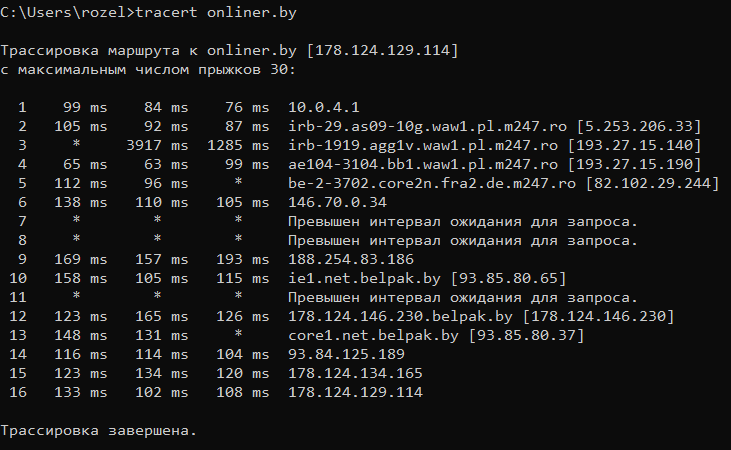 C:\Users\rozel>tracert onliner.by
Трассировка маршрута к onliner.by [178.124.129.114]
с максимальным числом прыжков 30:
1 99 ms 84 ms 76 ms 10.0.4.1
2 105 ms 92 ms 87 ms irb-29.as09-10g.waw1.pl.m247.ro [5.253.206.33]
3 * 3917 ms 1285 ms irb-1919.agg1v.waw1.pl.m247.ro [193.27.15.140]
4 65 ms 63 ms 99 ms ae104-3104.bb1.waw1.pl.m247.ro [193.27.15.190]
5 112 ms 96 ms * be-2-3702.core2n.fra2.de.m247.ro [82.102.29.244]
6 138 ms 110 ms 105 ms 146.70.0.34
7 * * * Превышен интервал ожидания для запроса.
8 * * * Превышен интервал ожидания для запроса.
9 169 ms 157 ms 193 ms 188.254.83.186
10 158 ms 105 ms 115 ms ie1.net.belpak.by [93.85.80.65]
11 * * * Превышен интервал ожидания для запроса.
12 123 ms 165 ms 126 ms 178.124.146.230.belpak.by [178.124.146.230]
13 148 ms 131 ms * core1.net.belpak.by [93.85.80.37]
14 116 ms 114 ms 104 ms 93.84.125.189
15 123 ms 134 ms 120 ms 178.124.134.165
16 133 ms 102 ms 108 ms 178.124.129.114
Трассировка завершена.